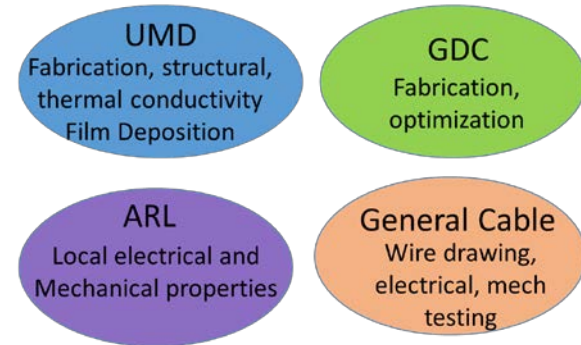 UMD
Fabrication, structural,
thermal conductivity
Film Deposition
GDC
Fabrication,
optimization
ARL
Local electrical and
Mechanical properties
General Cable
Wire drawing,
electrical, mech
testing